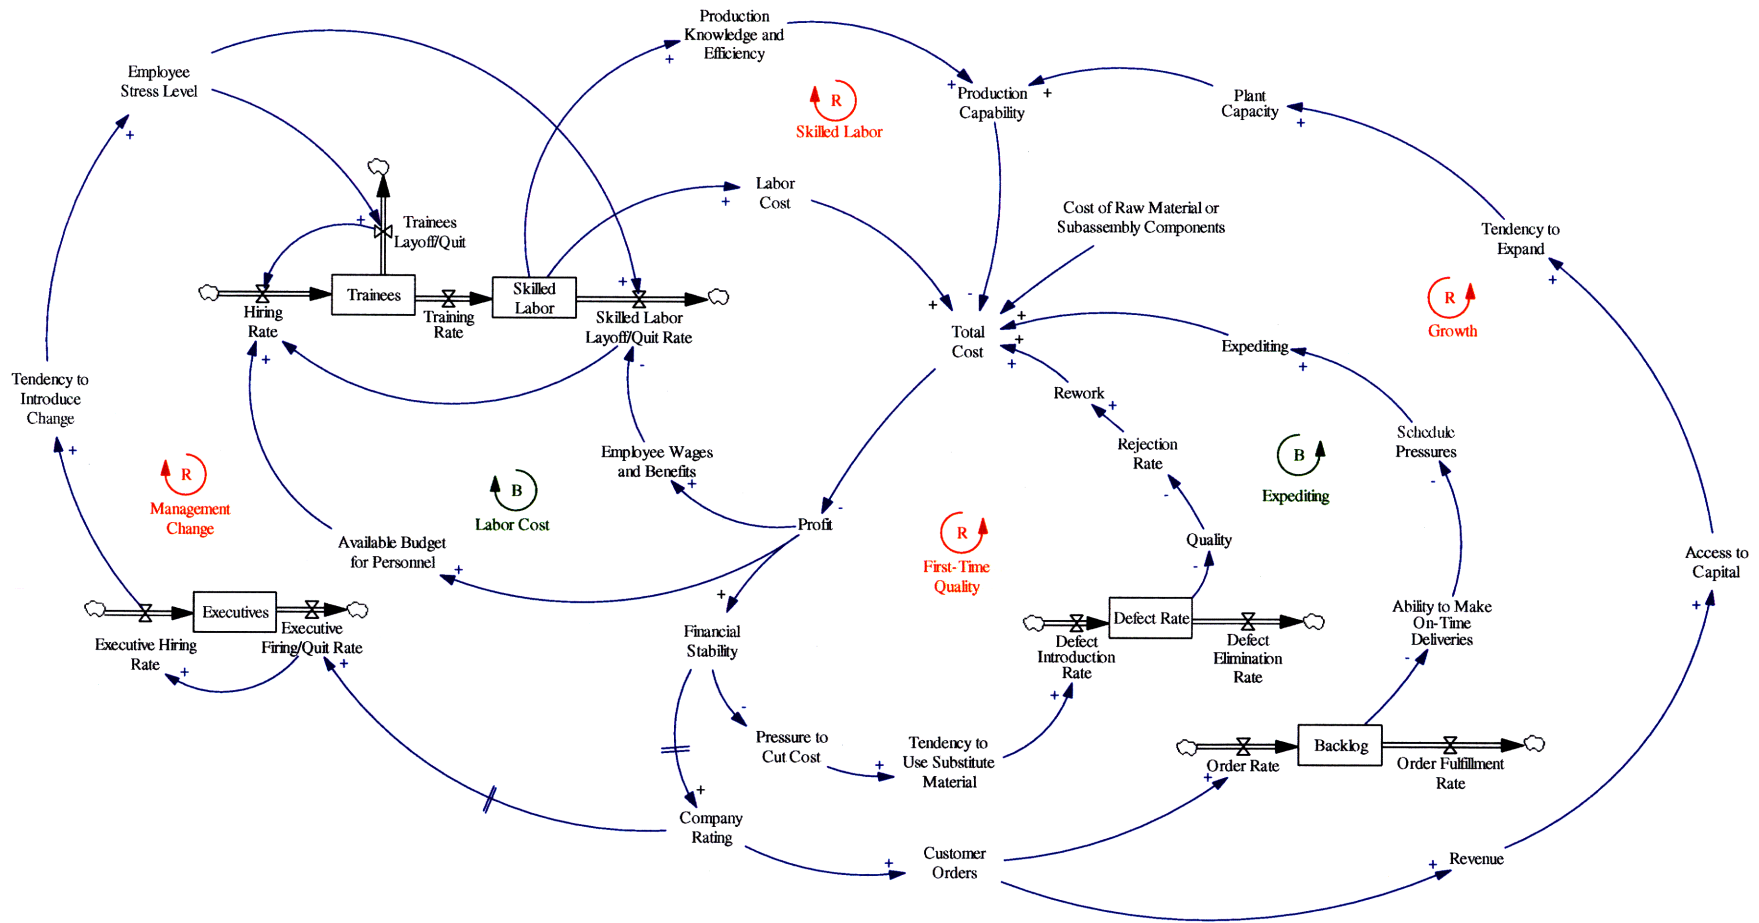 Production
Knowledge and
Efficiency
Employee
Stress Level
+
+
Production
Capability
+
Plant
Capacity
+
R
Skilled Labor
+
Trainees
Layoff/Quit
+
Labor
Cost
+
Cost of Raw Material or
Subassembly Components
Tendency to
Expand
+
Trainees
Skilled
Labor
Hiring
Rate
+
Training
Rate
+
Skilled Labor
Layoff/Quit Rate
-
+
-
Total
Cost
+
+
+
Expediting
+
R
Growth
Tendency to
Introduce
Change
+
Rework
+
Rejection
Rate
-
Schedule
Pressures
-
B
Expediting
Employee Wages
and Benefits
+
R
Management
Change
B
Labor Cost
Profit
-
R
First-Time
Quality
Quality
-
Available Budget
for Personnel
+
Access to
Capital
+
Executives
Executive Hiring
Rate
+
Executive
Firing/Quit Rate
+
+
Financial
Stability
-
Defect Rate
Defect
Introduction
Rate
+
Defect
Elimination
Rate
Ability to Make
On-Time
Deliveries
-
Pressure to
Cut Cost
+
Tendency to
Use Substitute
Material
Backlog
Order Rate
+
Order Fulfillment
Rate
+
Company
Rating
Customer
Orders
+
Revenue
+